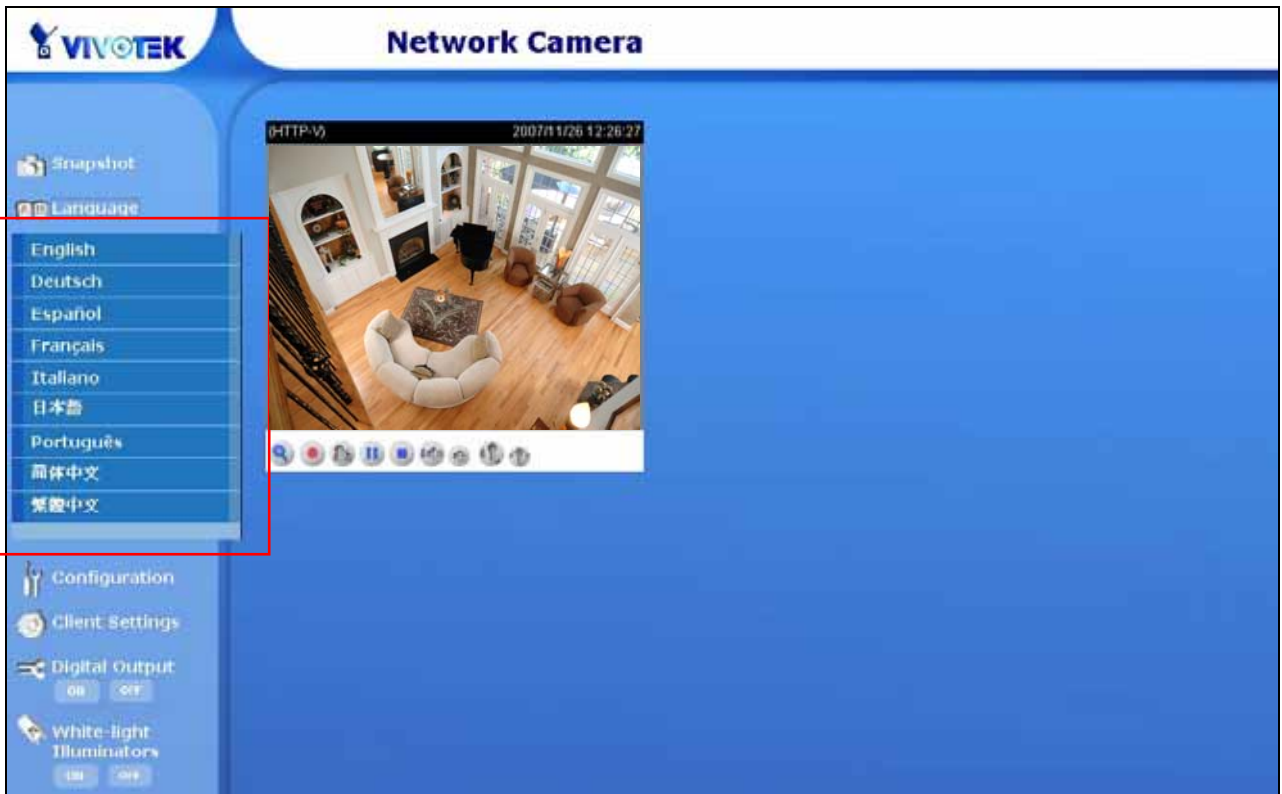 VIVOTEK
Network Camera
(HTTP-V) 2007/11/26 12:26:27
Snapshot
Language
English
Deutsch
Español
Français
Italiano
日本語
Português
简体中文
繁體中文
Configuration
Client Settings
Digital Output
ON OFF
White-light
Illuminators
ON OFF